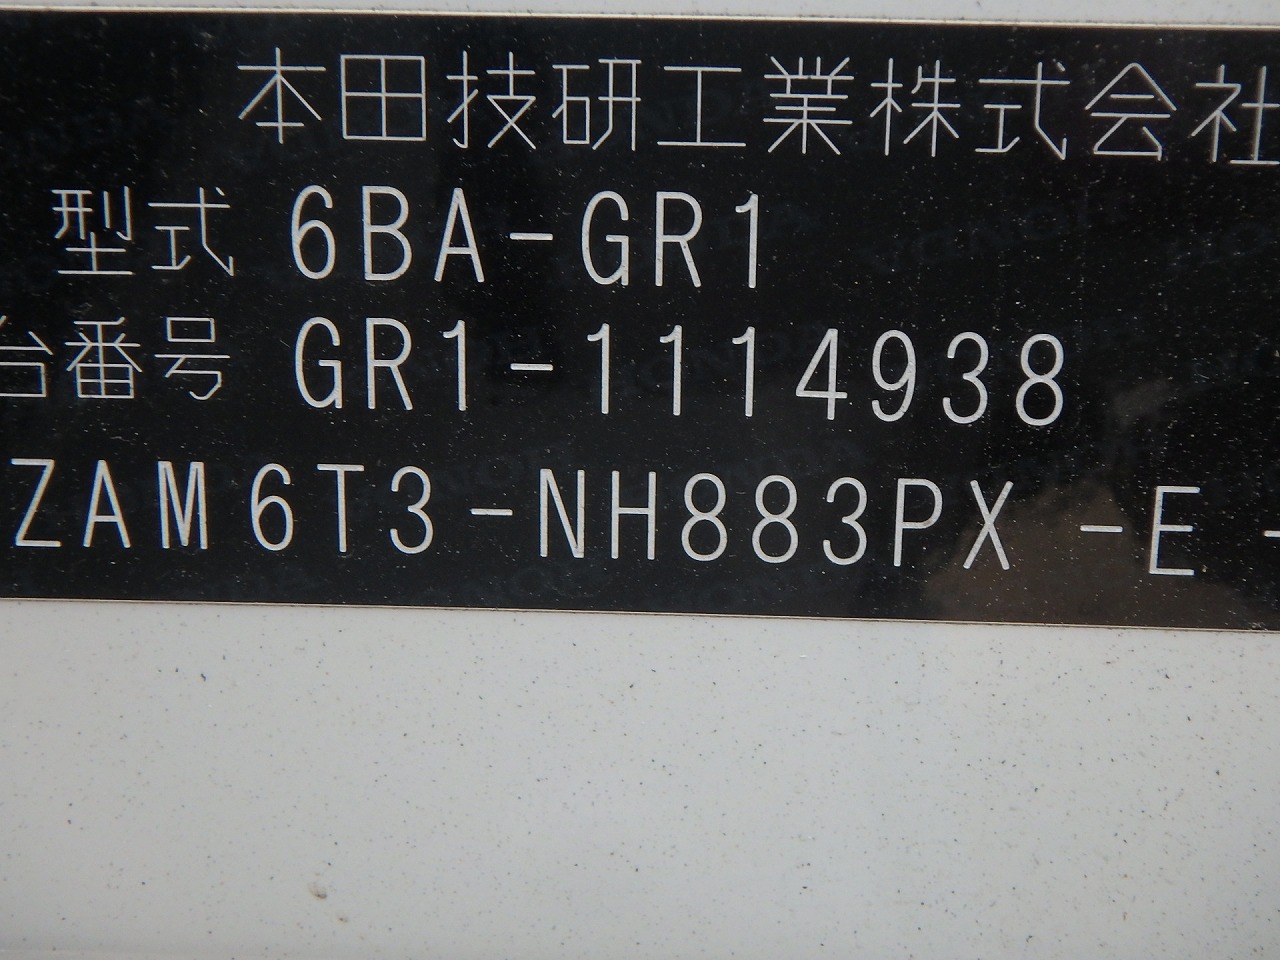 本田技研工業株式会社
型式 6BA-GR1
台番号 GR1-1114938
ZAM6T3-NH883PX-E-